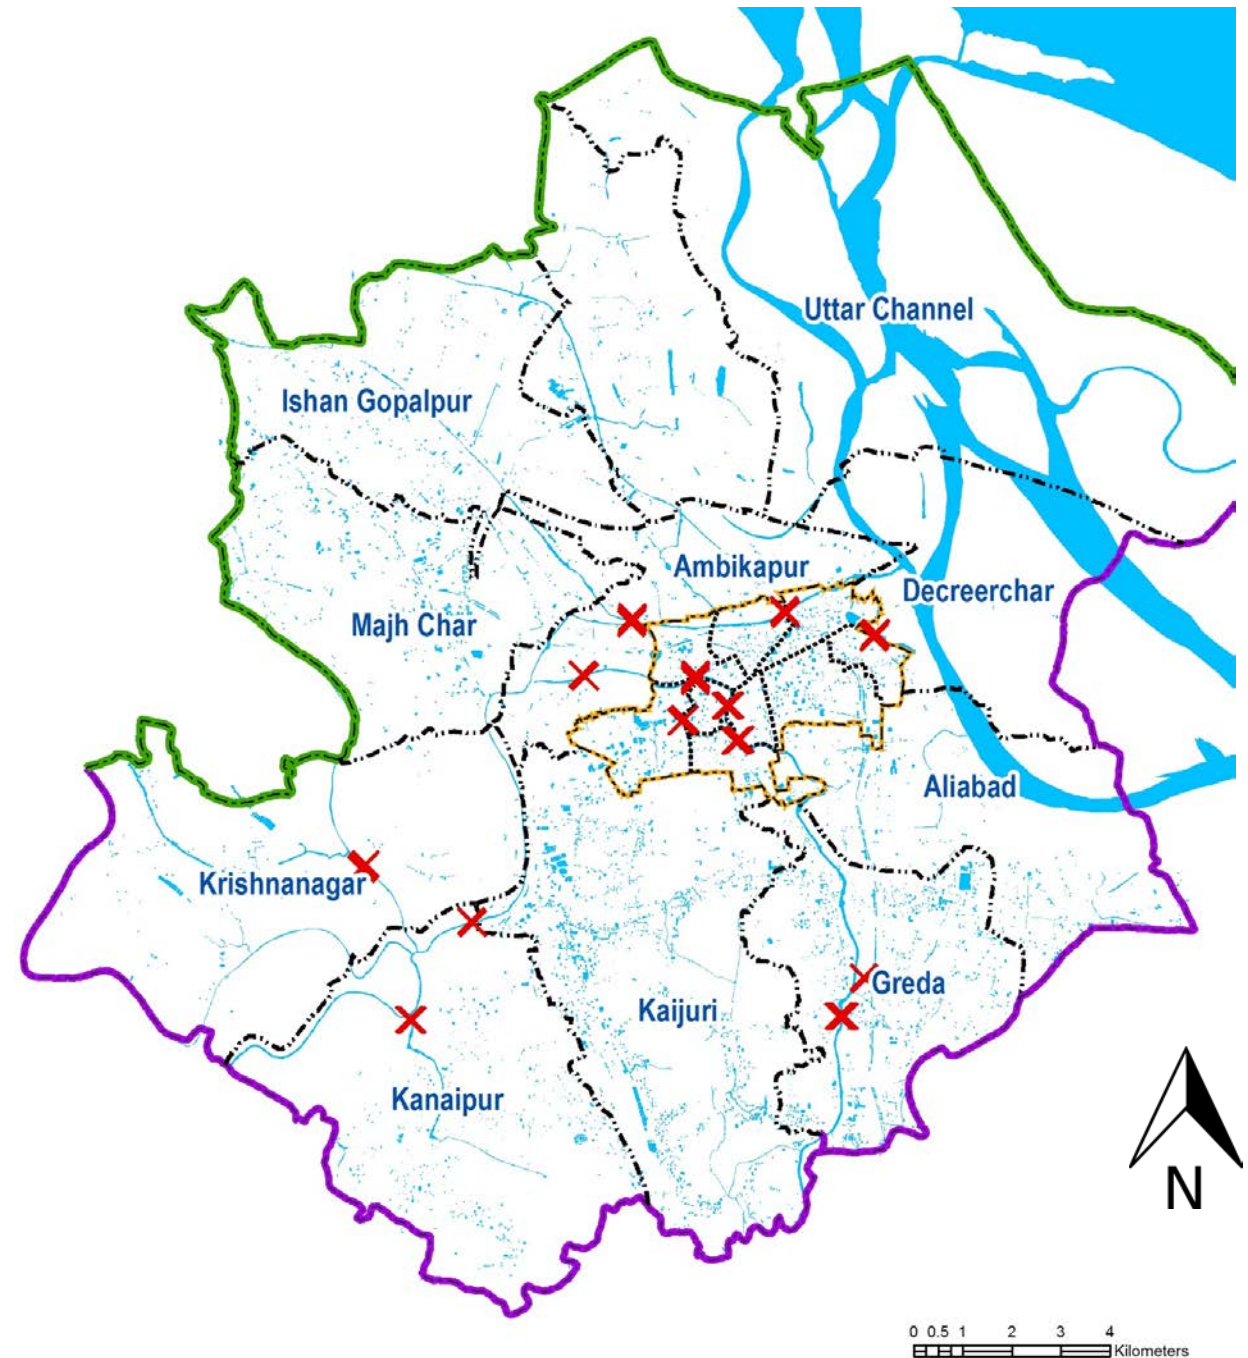 Uttar Channel
Ishan Gopalpur
Ambikapur
Decreerchar
Majh Char
Aliabad
Krishnanagar
Greda
Kaijuri
Kanaipur
N
0 0.5 1 2 3 4
Kilometers